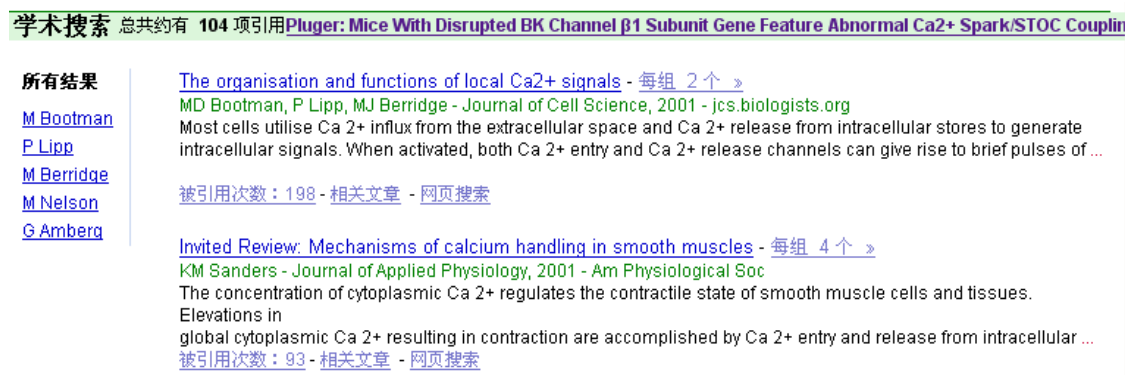 学术搜索 总共约有 104 项引用Pluger: Mice With Disrupted BK Channel β1 Subunit Gene Feature Abnormal Ca2+ Spark/STOC Couplin
所有结果
M Bootman
P Lipp
M Berridge
M Nelson
G Amberg
The organisation and functions of local Ca2+ signals - 每组 2个 »
MD Bootman, P Lipp, MJ Berridge - Journal of Cell Science, 2001 - jcs.biologists.org
Most cells utilise Ca 2+ influx from the extracellular space and Ca 2+ release from intracellular stores to generate
intracellular signals. When activated, both Ca 2+ entry and Ca 2+ release channels can give rise to brief pulses of ...
被引用次数：198 - 相关文章 - 网页搜索
Invited Review: Mechanisms of calcium handling in smooth muscles - 每组 4个 »
KM Sanders - Journal of Applied Physiology, 2001 - Am Physiological Soc
The concentration of cytoplasmic Ca 2+ regulates the contractile state of smooth muscle cells and tissues.
Elevations in
global cytoplasmic Ca 2+ resulting in contraction are accomplished by Ca 2+ entry and release from intracellular ...
被引用次数：93 - 相关文章 - 网页搜索